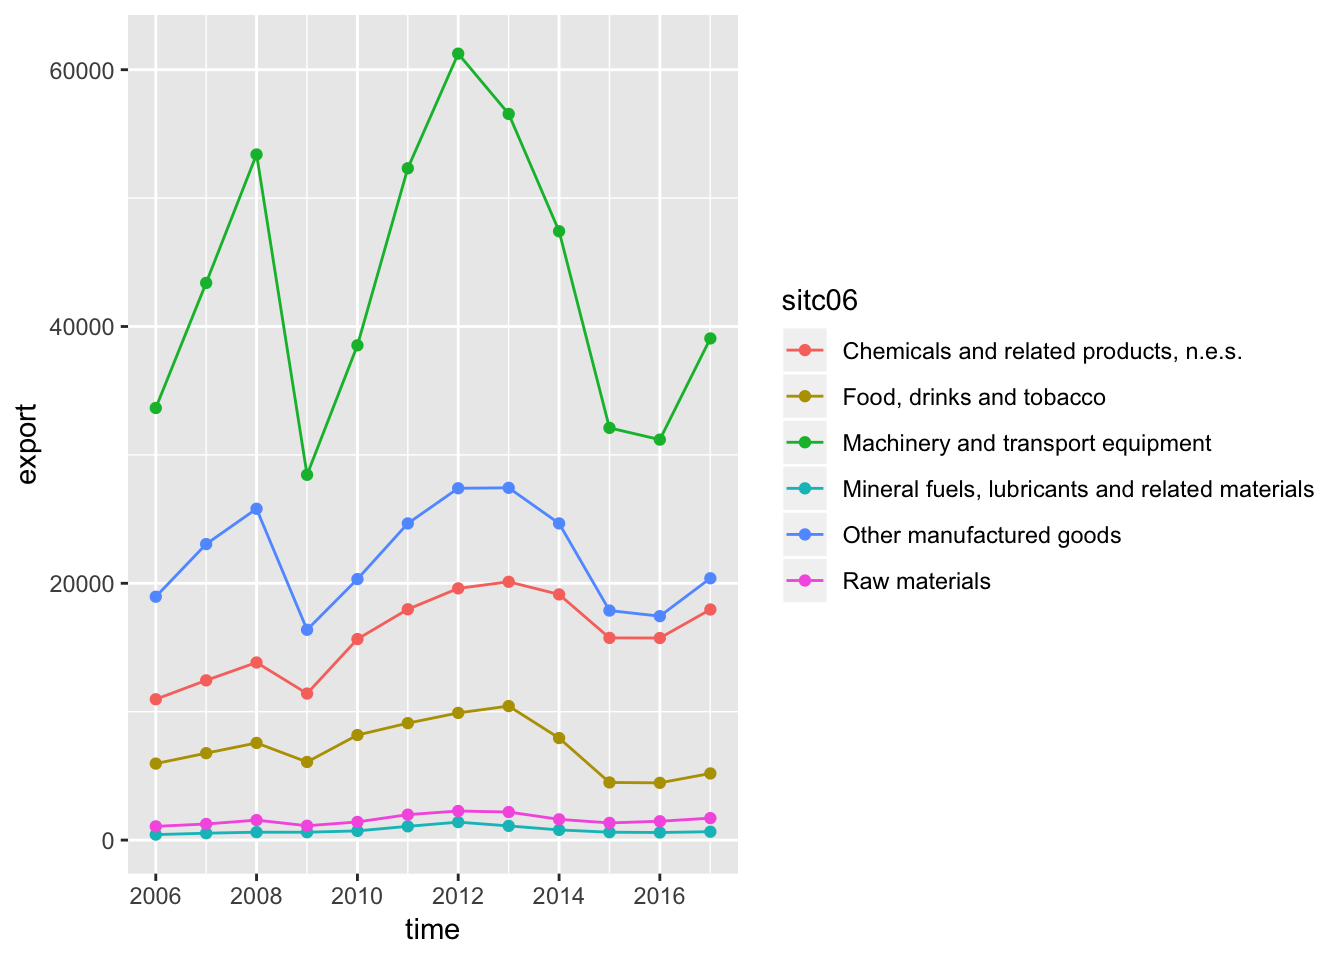 60000
40000
20000
0
export
2006 2008 2010 2012 2014 2016
time
sitc06
Chemicals and related products, n.e.s.
Food, drinks and tobacco
Machinery and transport equipment
Mineral fuels, lubricants and related materials
Other manufactured goods
Raw materials